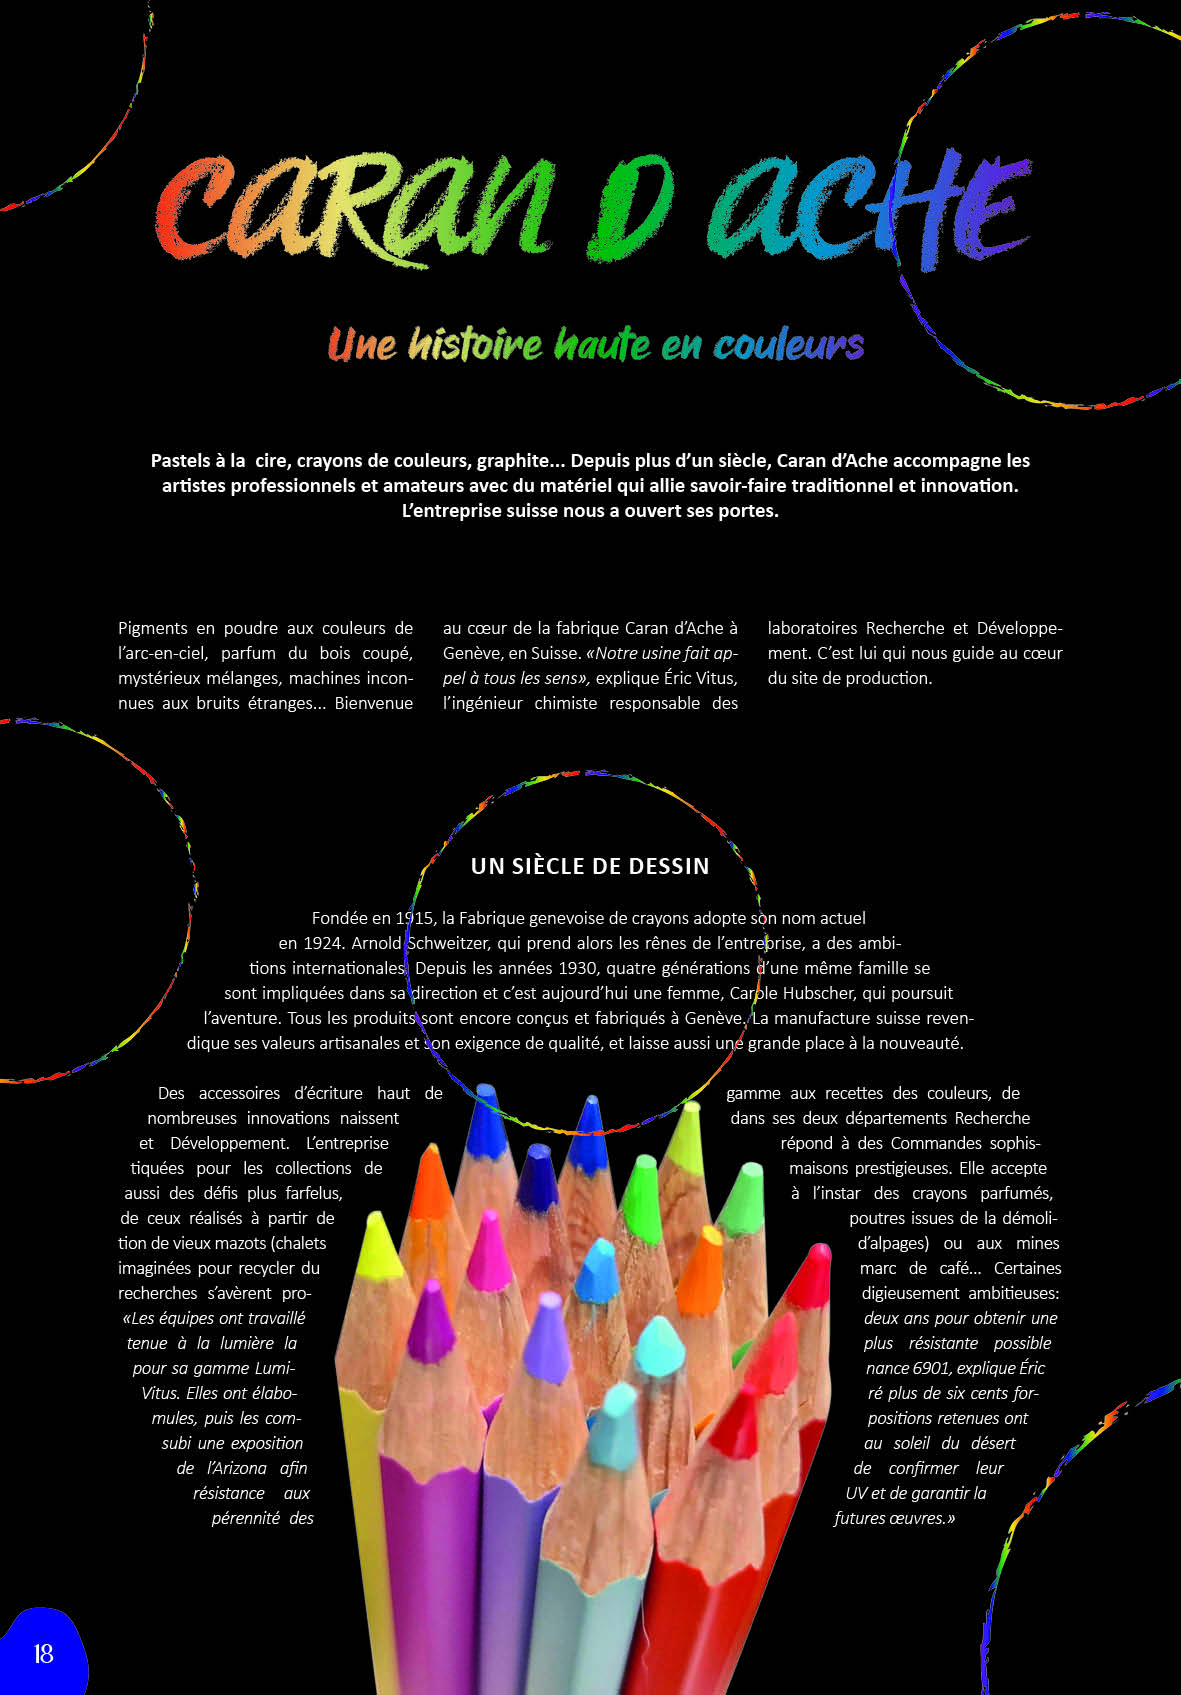 CARAN D ACHE
Une histoire haute en couleurs
Pastels à la cire, crayons de couleurs, graphite... Depuis plus d’un siècle, Caran d’Ache accompagne les
artistes professionnels et amateurs avec du matériel qui allie savoir-faire traditionnel et innovation.
L’entreprise suisse nous a ouvert ses portes.
Pigments en poudre aux couleurs de
l’arc-en-ciel, parfum du bois coupé,
mystérieux mélanges, machines incon-
nues aux bruits étranges... Bienvenue
au cœur de la fabrique Caran d’Ache à
Genève, en Suisse. «Notre usine fait ap-
pel à tous les sens», explique Éric Vitus,
l’ingénieur chimiste responsable des
laboratoires Recherche et Développe-
ment. C’est lui qui nous guide au cœur
du site de production.
UN SIÈCLE DE DESSIN
Fondée en 1915, la Fabrique genevoise de crayons adopte son nom actuel
en 1924. Arnold Schweitzer, qui prend alors les rênes de l’entreprise, a des ambi-
tions internationales. Depuis les années 1930, quatre générations d’une même famille se
sont impliquées dans sa direction et c’est aujourd’hui une femme, Carole Hubscher, qui poursuit
l’aventure. Tous les produits sont encore conçus et fabriqués à Genève. La manufacture suisse reven-
dique ses valeurs artisanales et son exigence de qualité, et laisse aussi une grande place à la nouveauté.
Des accessoires d’écriture haut de gamme aux recettes des couleurs, de
nombreuses innovations naissent dans ses deux départements Recherche
et Développement. L’entreprise répond à des Commandes sophis-
tiquées pour les collections de maisons prestigieuses. Elle accepte
aussi des défis plus farfelus, à l’instar des crayons parfumés,
de ceux réalisés à partir de poutres issues de la démoli-
tion de vieux mazots (chalets d’alpages) ou aux mines
imaginées pour recycler du marc de café... Certaines
recherches s’avèrent pro- digieusement ambitieuses:
«Les équipes ont travaillé deux ans pour obtenir une
tenue à la lumière la plus résistante possible
pour sa gamme Lumi- nance 6901, explique Éric
Vitus. Elles ont élabo- ré plus de six cents for-
mules, puis les com- positions retenues ont
subi une exposition au soleil du désert
de l’Arizona afin de confirmer leur
résistance aux UV et de garantir la
pérennité des futures œuvres.»
18